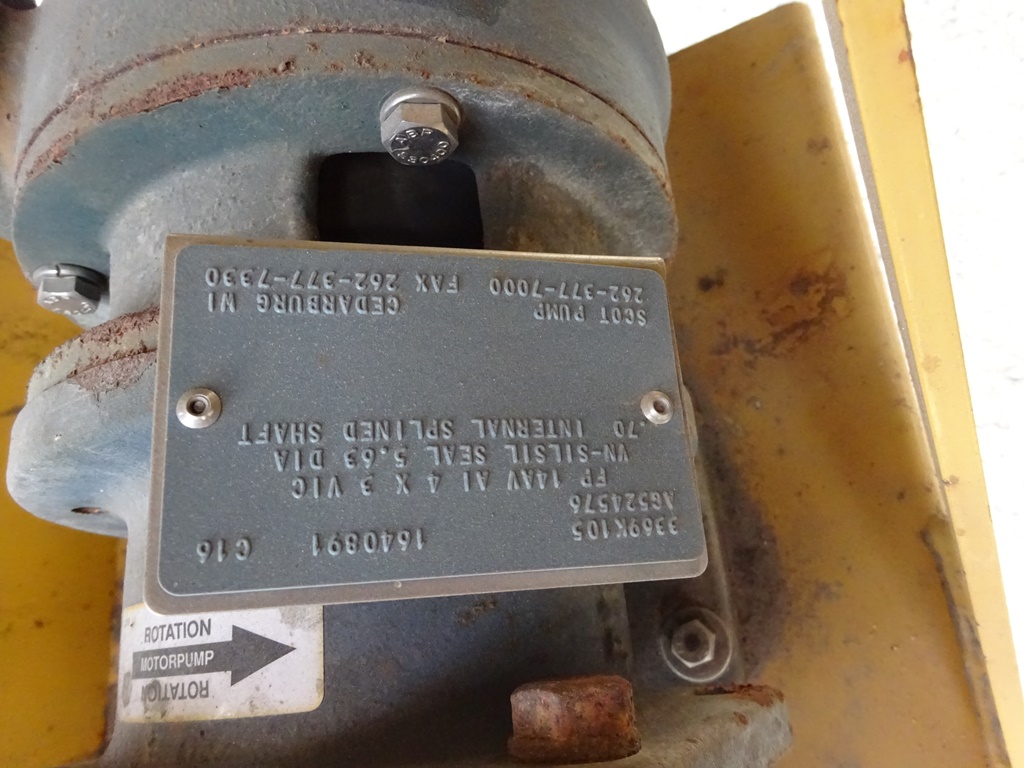 3369K105 1640891 C16
AG524576
FP 14AV AI 4 X 3 VIC
VN-SILSIL SEAL 5.63 DIA
.70 INTERNAL SPLINED SHAFT
SCOT PUMP CEDARBURG WI
262-377-7000 FAX 262-377-7330
ROTATION
MOTORPUMP
ROTATION